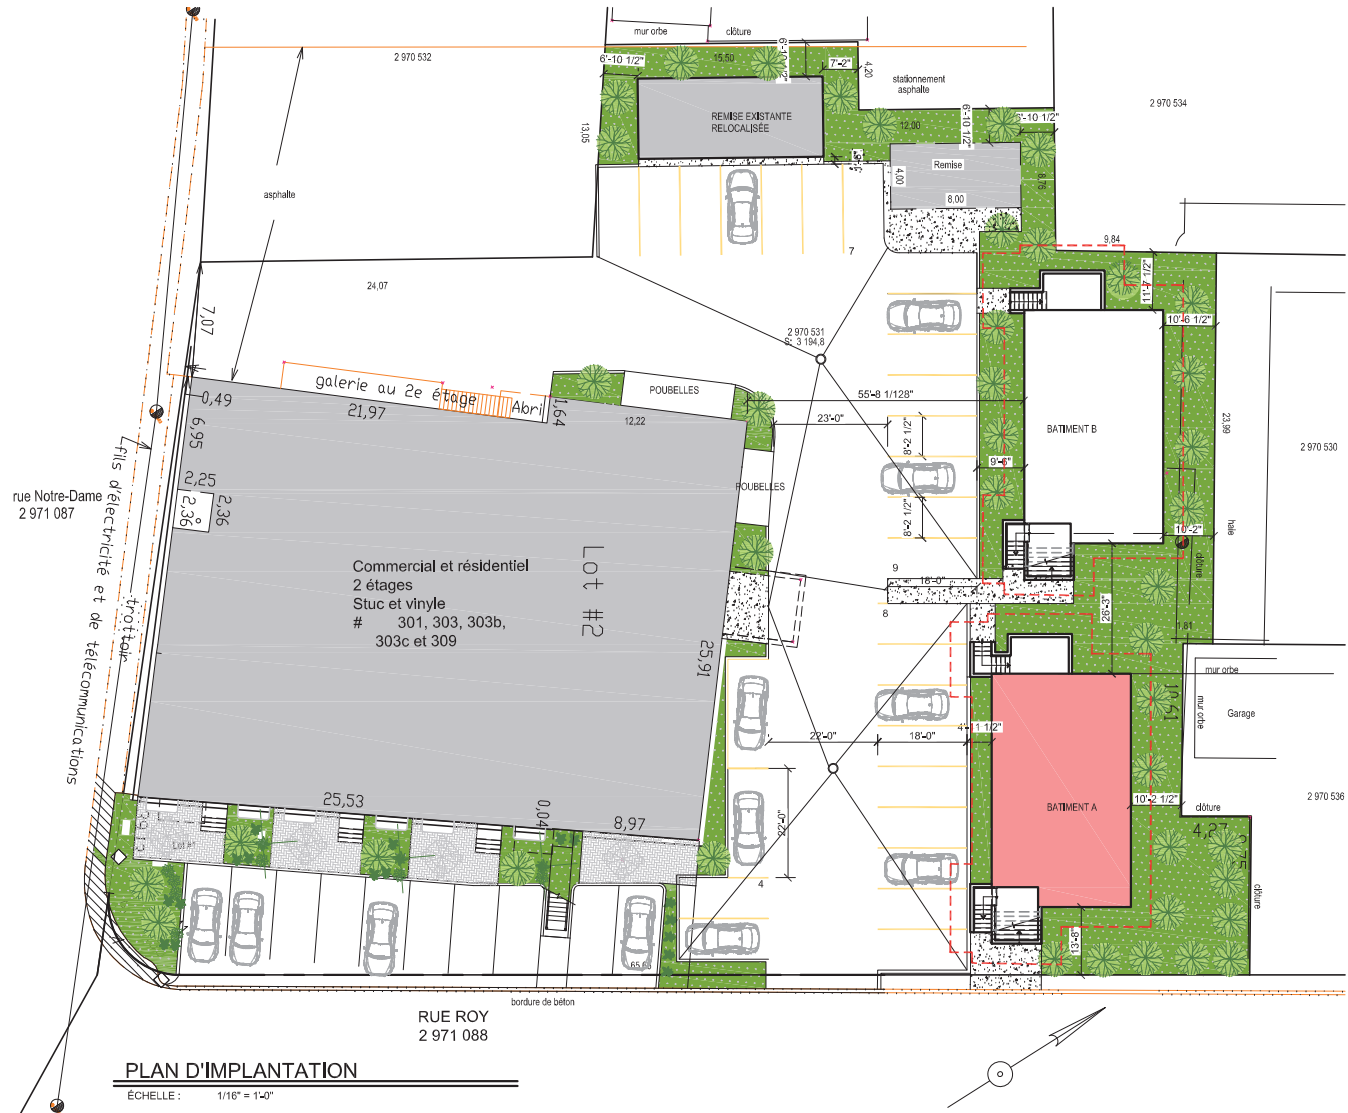 mur orbe
clôture
2 970 532
6'-10 1/2"
15,50
6'-10 1/2"
7'-2"
4,20
stationnement
asphalte
2 970 534
REMISE EXISTANTE
RELOCALISÉE
12,00
6'-10 1/2"
13,05
Remise
4,00
8,00
8,76
asphalte
7
9,84
11'-7 1/2"
24,07
7,07
2 970 531
S: 3 194,8
10'-6 1/2"
galerie au 2e étage
Abri
1,64
POUBELLES
0,49
21,97
12,22
55'-8 1/128"
23'-0"
8'-2 1/2"
6,95
BATIMENT B
23,99
2 970 530
9'-6"
2,25
2,36
2,36
POUBELLES
8'-2 1/2"
rue Notre-Dame
2 971 087
fils d'électricité et de télécommunications
trottoir
10'-2"
haie
clôture
Commercial et résidentiel
2 étages
Stuc et vinyle
# 301, 303, 303b,
303c et 309
Lot #2
9
18'-0"
8
26'-3"
1,81
25,91
mur orbe
mur orbe
Garage
10,61
4'-11 1/2"
22'-0"
18'-0"
BATIMENT A
10'-2 1/2"
clôture
2 970 536
4,27
25,53
0,04
8,97
22'-0"
Lot #1
4
clôture
13'-8"
65,65
bordure de béton
RUE ROY
2 971 088
PLAN D'IMPLANTATION
ÉCHELLE : 1/16" = 1'-0"